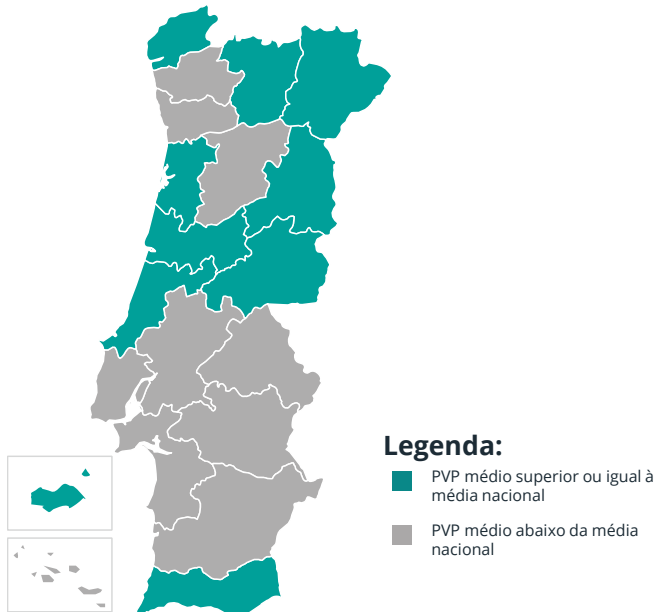 Legenda:
PVP médio superior ou igual à
média nacional
PVP médio abaixo da média
nacional